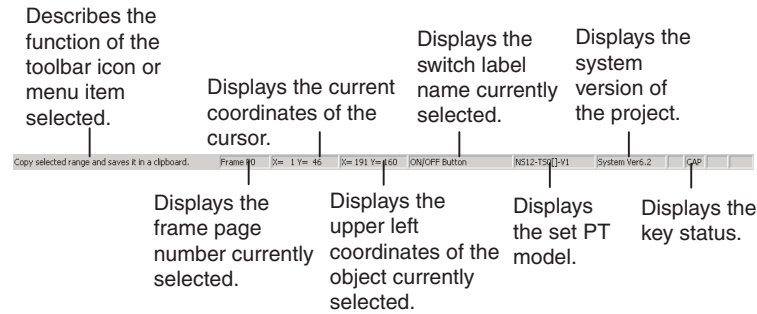 Describes the
function of the
toolbar icon or
menu item
selected.
Displays the current
coordinates of the
cursor.
Displays the
switch label
name currently
selected.
Displays the
system
version of
the project.
Copy selected range and saves it in a clipboard. Frame P0 X= 1 Y= 46 X= 191 Y= 160 ON/OFF Button NS12-TS0[]-V1 System Ver6.2 CAP
Displays the
frame page
number currently
selected.
Displays the
upper left
coordinates of the
object currently
selected.
Displays
the set PT
model.
Displays the
key status.